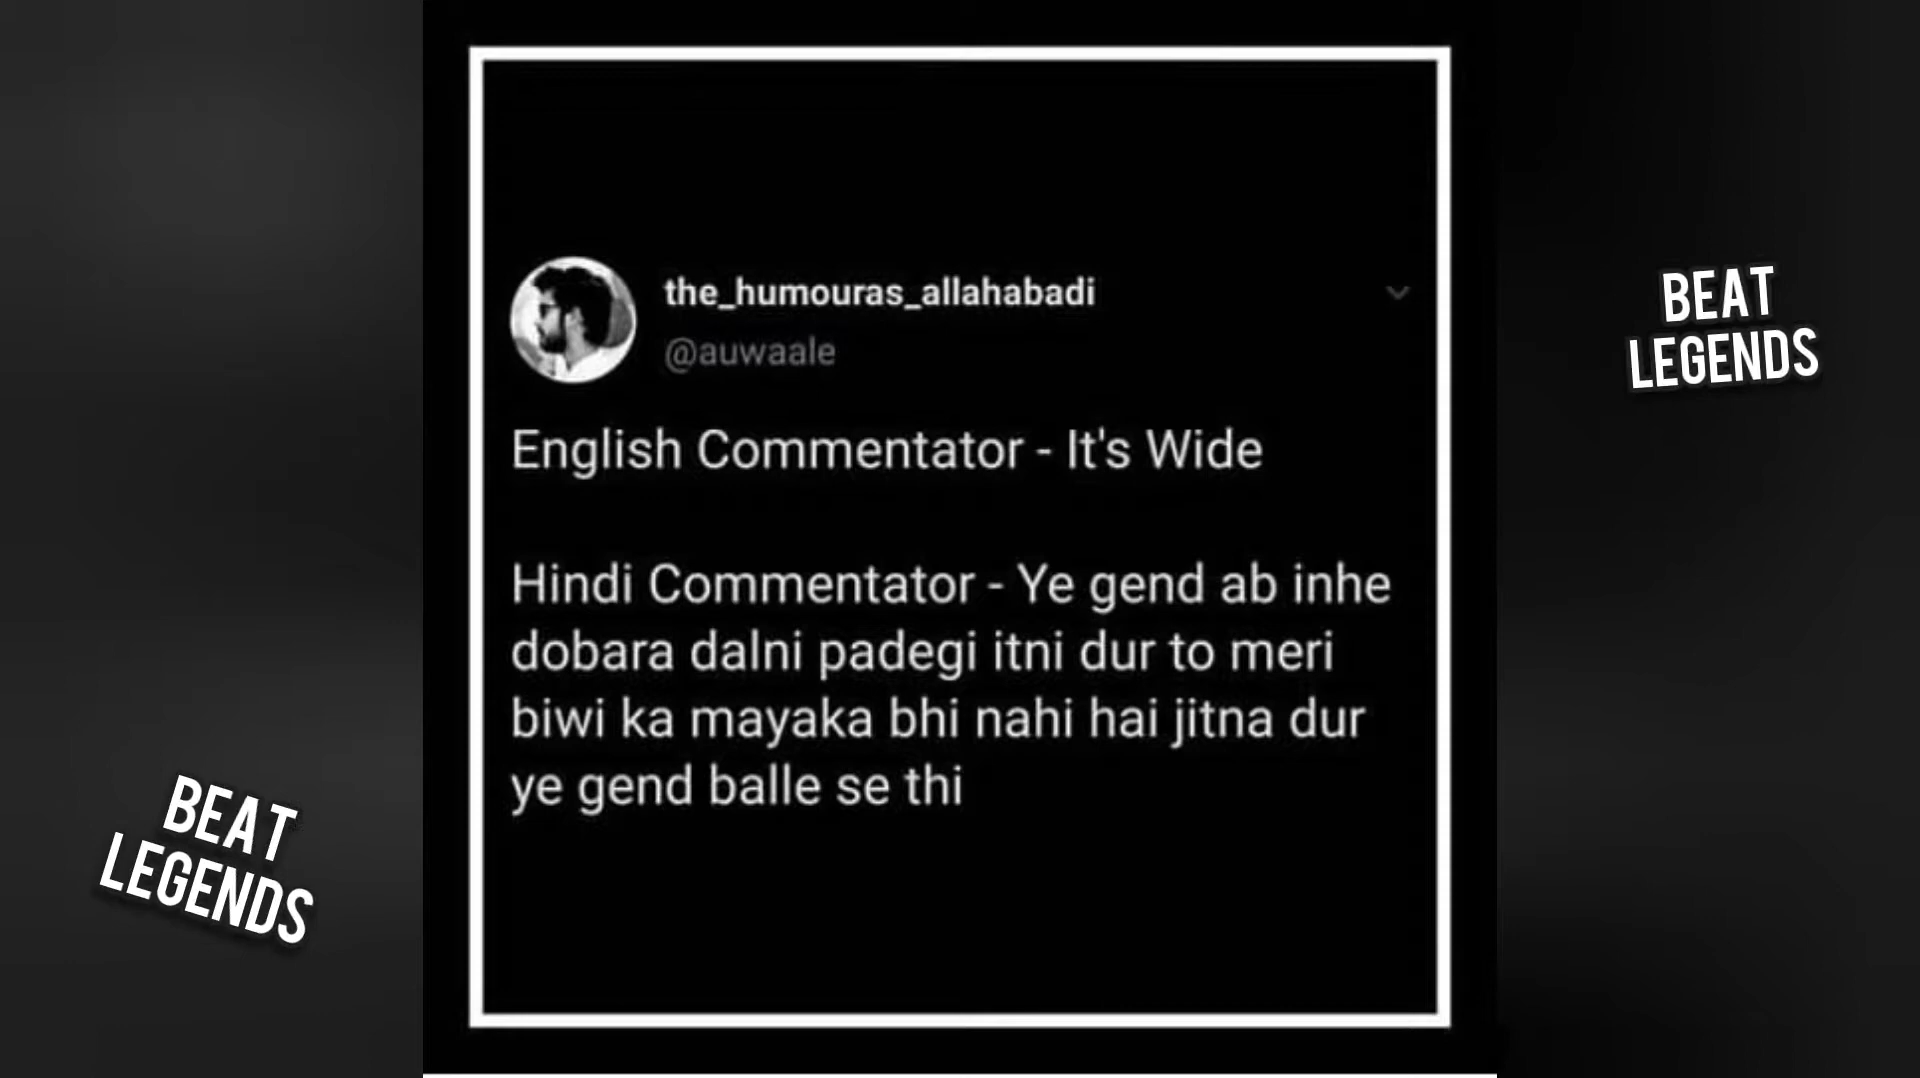 the_humouras_allahabadi
@auwaale
English Commentator - It's Wide
Hindi Commentator - Ye gend ab inhe
dobara dalni padegi itni dur to meri
biwi ka mayaka bhi nahi hai jitna dur
ye gend balle se thi
BEAT
LEGENDS
BEAT
LEGENDS